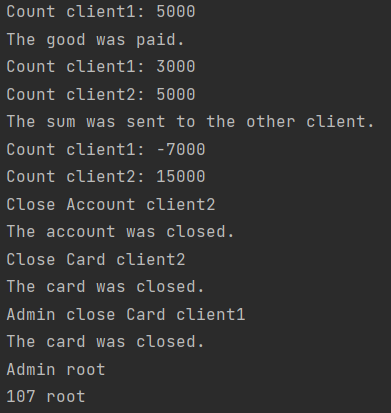 Count client1: 5000
The good was paid.
Count client1: 3000
Count client2: 5000
The sum was sent to the other client.
Count client1: -7000
Count client2: 15000
Close Account client2
The account was closed.
Close Card client2
The card was closed.
Admin close Card client1
The card was closed.
Admin root
107 root